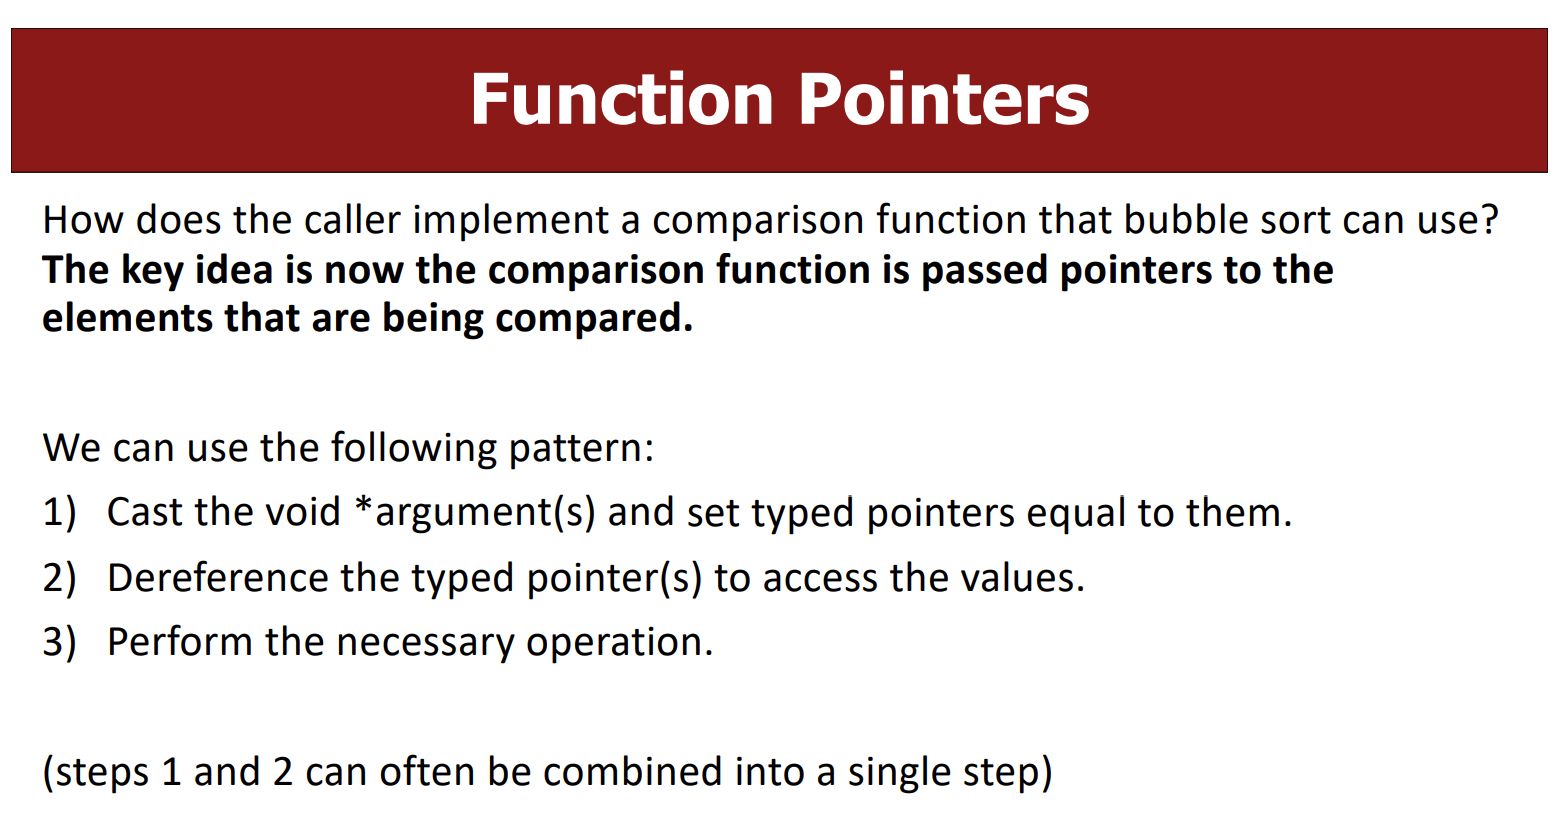 Function Pointers
How does the caller implement a comparison function that bubble sort can use?
The key idea is now the comparison function is passed pointers to the
elements that are being compared.
We can use the following pattern:
1) Cast the void *argument(s) and set typed pointers equal to them.
2) Dereference the typed pointer(s) to access the values.
3) Perform the necessary operation.
(steps 1 and 2 can often be combined into a single step)